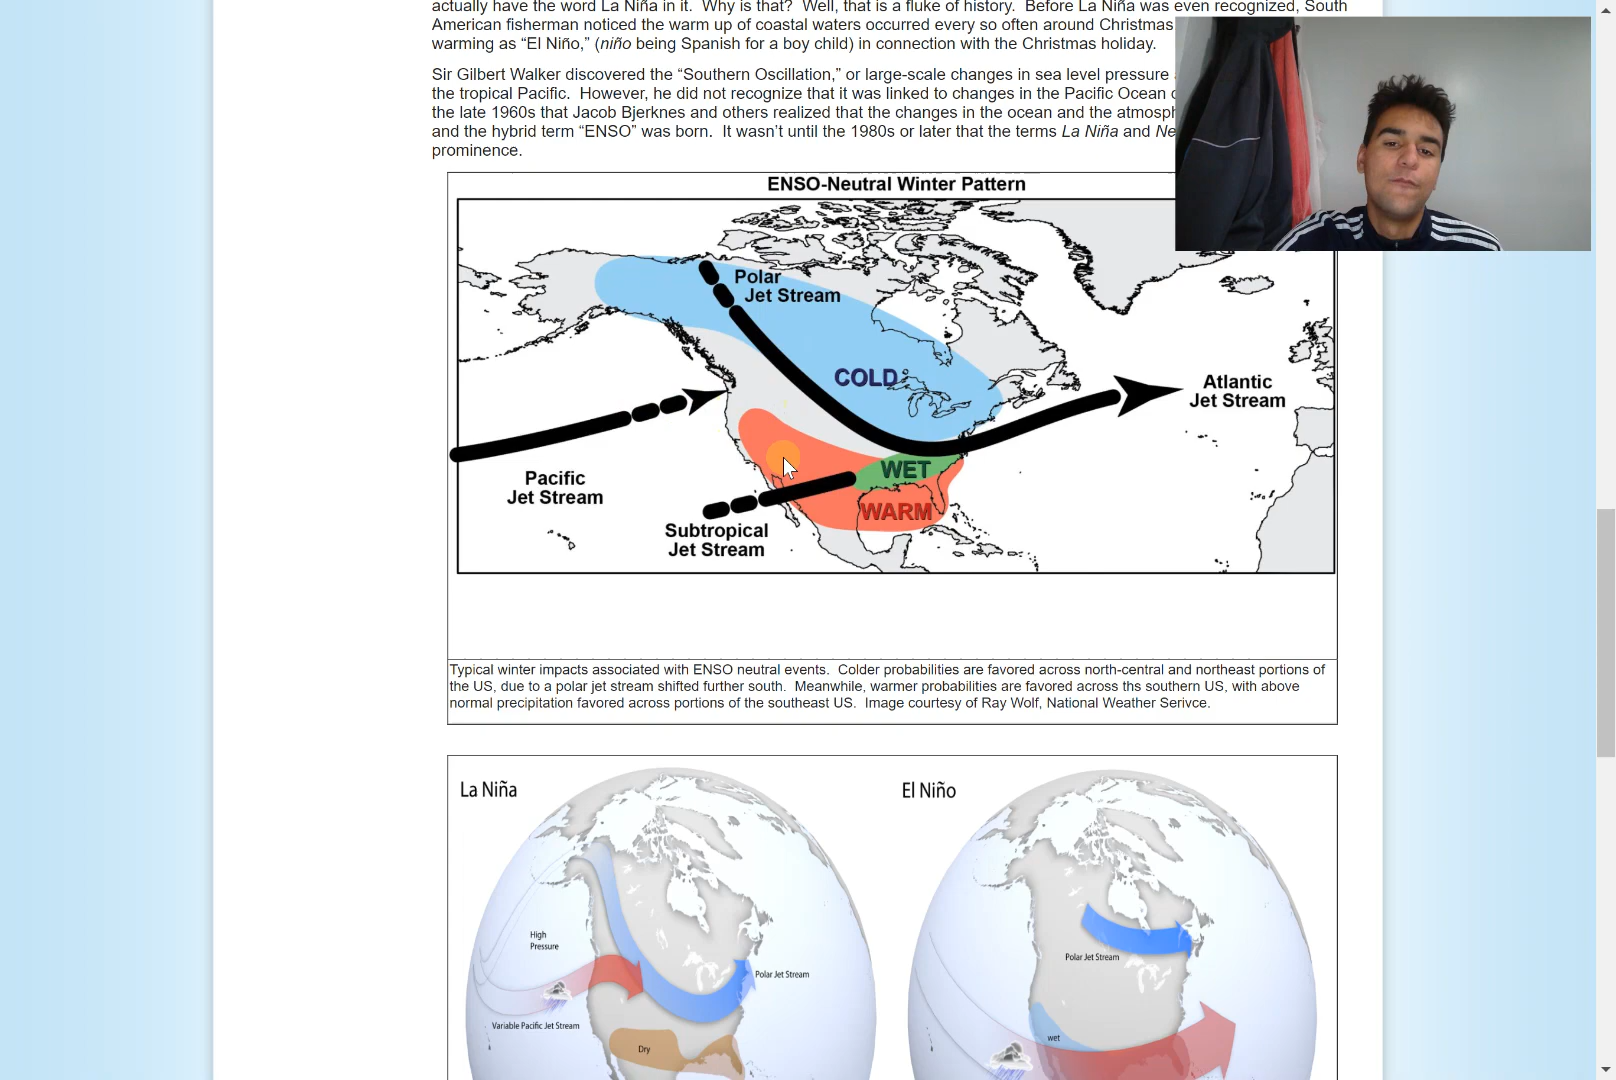 actually have the word La Niña in it.  Why is that?  Well, that is a fluke of history.  Before La Niña was even recognized, South
American fisherman noticed the warm up of coastal waters occurred every so often around Christmas
warming as “El Niño,” (niño being Spanish for a boy child) in connection with the Christmas holiday.
Sir Gilbert Walker discovered the “Southern Oscillation,” or large-scale changes in sea level pressure
the tropical Pacific.  However, he did not recognize that it was linked to changes in the Pacific Ocean
the late 1960s that Jacob Bjerknes and others realized that the changes in the ocean and the
and the hybrid term “ENSO” was born.  It wasn’t until the 1980s or later that the terms La Niña and
prominence.
ENSO-Neutral Winter Pattern
Polar
Jet Stream
COLD
Atlantic
Jet Stream
WET
Pacific
Jet Stream
WARM
Subtropical
Jet Stream
Typical winter impacts associated with ENSO neutral events.  Colder probabilities are favored across north-central and northeast portions of
the US, due to a polar jet stream shifted further south.  Meanwhile, warmer probabilities are favored across ths southern US, with above
normal precipitation favored across portions of the southeast US.  Image courtesy of Ray Wolf, National Weather Serivce.
La Niña
El Niño
High
Pressure
Polar Jet Stream
Polar Jet Stream
Variable Pacific Jet Stream
wet
Dry